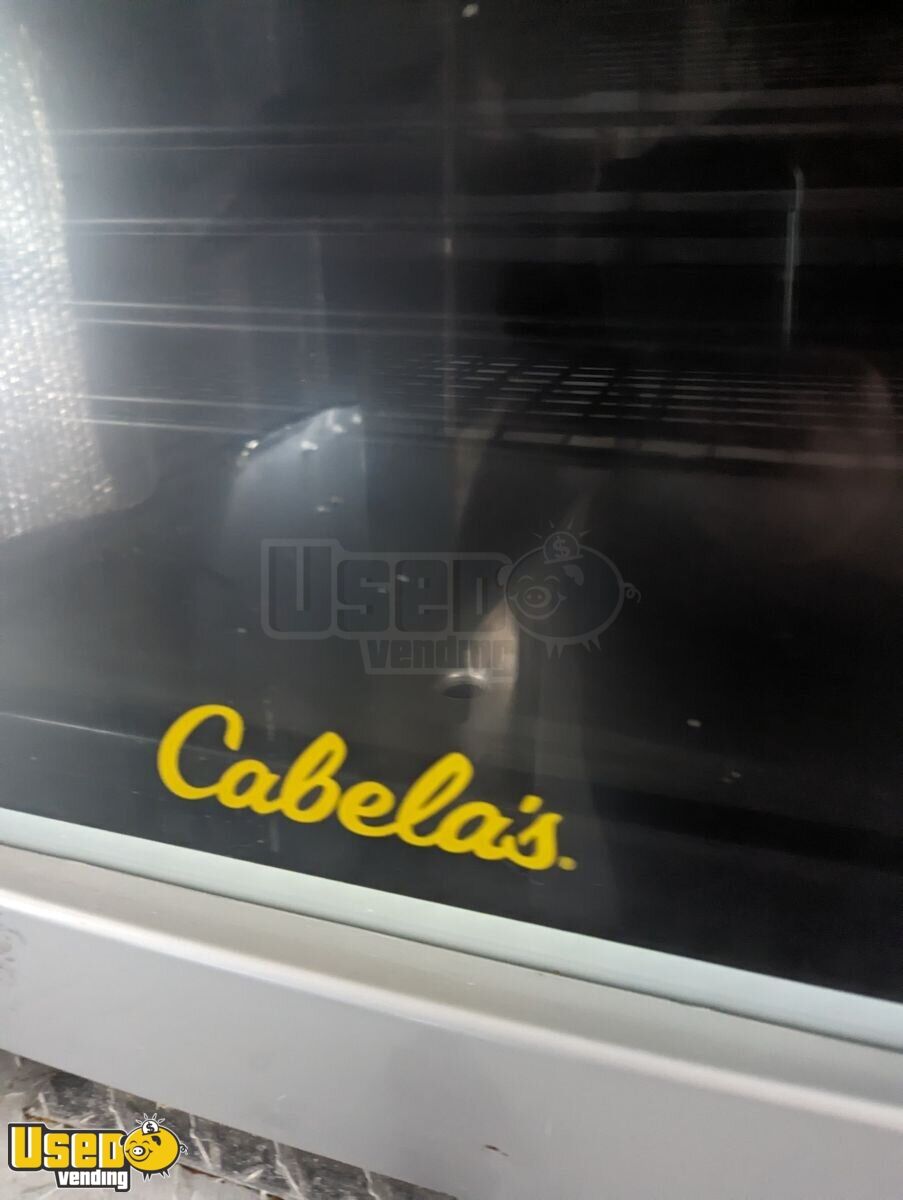 Used
vending
Cabela's.
Used
vending